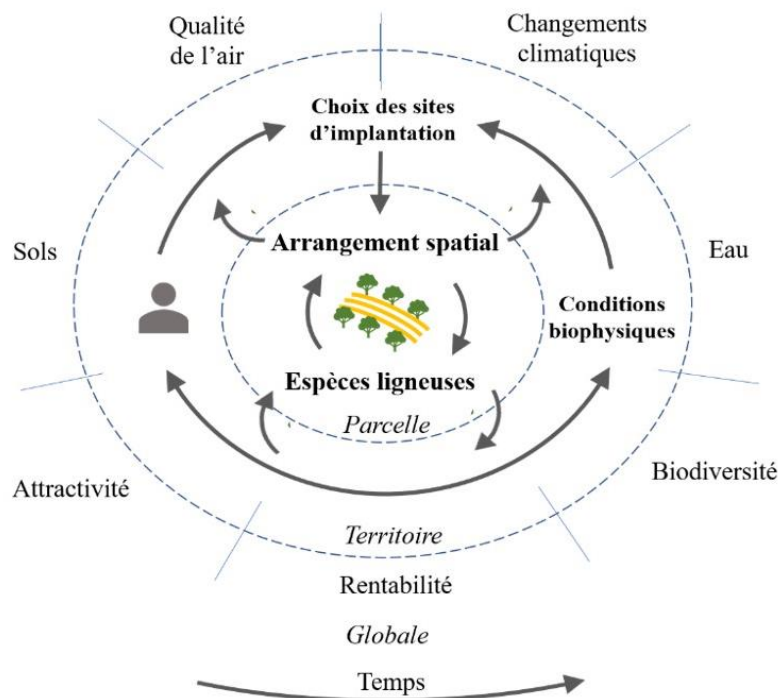 Qualité
de l’air
Changements
climatiques
Choix des sites
d’implantation
Sols
Arrangement spatial
Eau
Conditions
biophysiques
Espèces ligneuses
Parcelle
Attractivité
Biodiversité
Territoire
Rentabilité
Globale
Temps